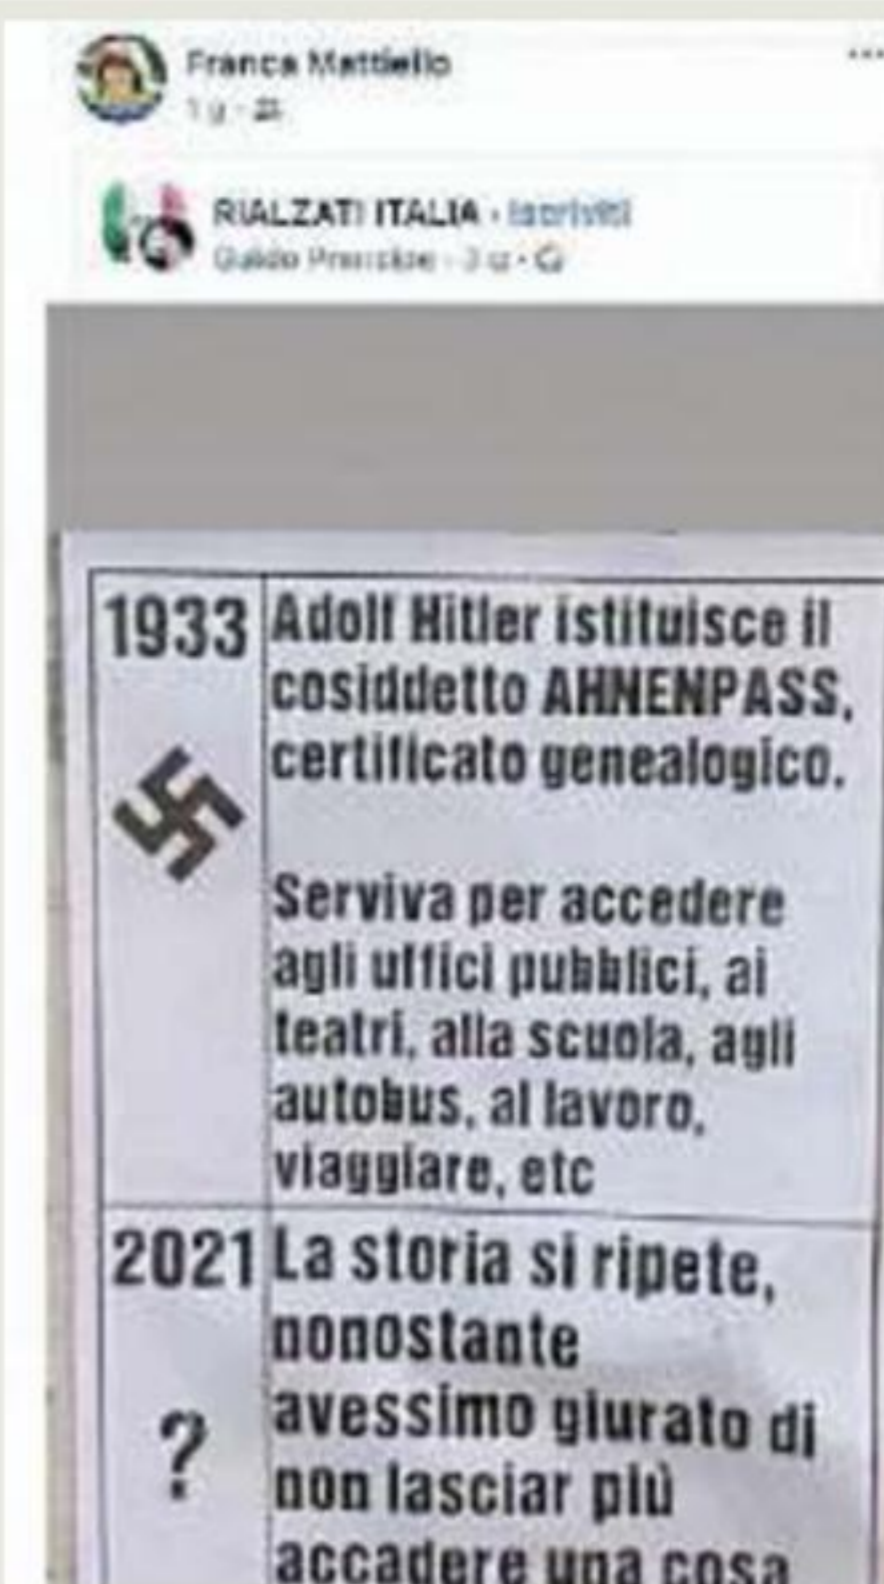 Franca Mattiello
1 g
RIALZATI ITALIA · Iscriviti
Guido
1933
Adolf Hitler istituisce il
cosiddetto AHNENPASS,
certificato genealogico.
Serviva per accedere
agli uffici pubblici, ai
teatri, alla scuola, agli
autobus, al lavoro,
viaggiare, etc
2021
?
La storia si ripete,
nonostante
avessimo giurato di
non lasciar più
accadere una cosa